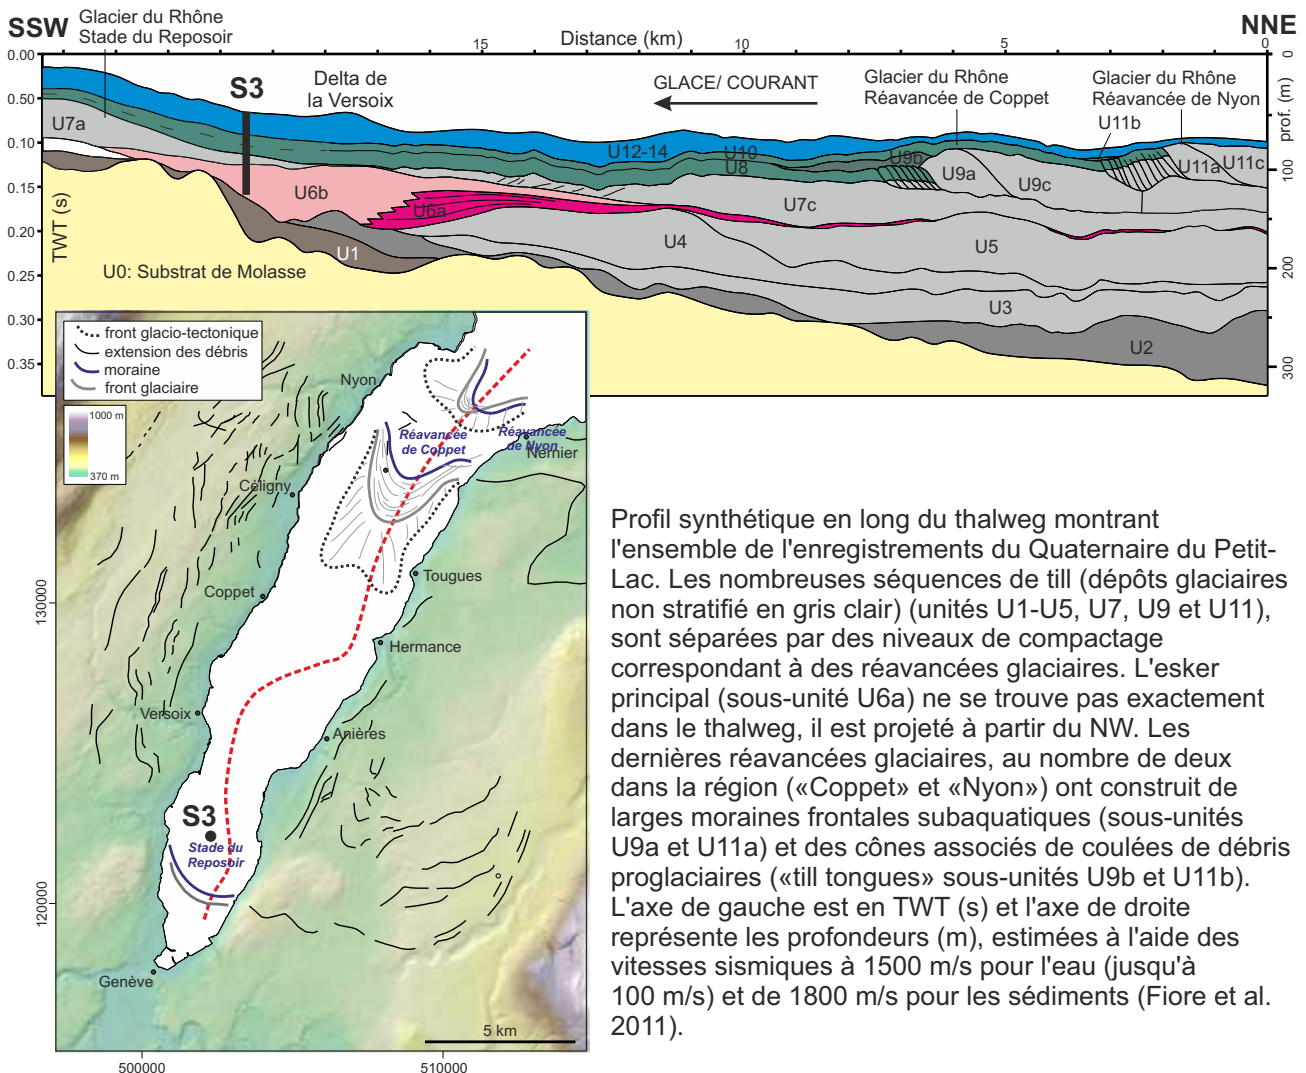 SSW
Glacier du Rhône
Stade du Reposoir
15
Distance (km)
10
5
NNE
0
0.00
0.50
0.10
0.15
0.20
0.25
0.30
0.35
TWT (s)
0
100
200
300
prof. (m)
S3
Delta de
la Versoix
GLACE/ COURANT
Glacier du Rhône
Réavancée de Coppet
Glacier du Rhône
Réavancée de Nyon
U11b
U7a
U12-14
U10
U8
U9b
U9a
U9c
U11a
U11c
U6b
U6a
U7c
U4
U5
U1
U3
U2
U0: Substrat de Molasse
front glacio-tectonique
extension des débris
moraine
front glaciaire
1000 m
370 m
Nyon
Réavancée
de Coppet
Réavancée
de Nyon
Nernier
Céligny
Coppet
Tougues
Hermance
Versoix
Anières
S3
Stade du
Reposoir
Genève
5 km
130000
120000
500000
510000
Profil synthétique en long du thalweg montrant
l'ensemble de l'enregistrements du Quaternaire du Petit-
Lac. Les nombreuses séquences de till (dépôts glaciaires
non stratifié en gris clair) (unités U1-U5, U7, U9 et U11),
sont séparées par des niveaux de compactage
correspondant à des réavancées glaciaires. L'esker
principal (sous-unité U6a) ne se trouve pas exactement
dans le thalweg, il est projeté à partir du NW. Les
dernières réavancées glaciaires, au nombre de deux
dans la région («Coppet» et «Nyon») ont construit de
larges moraines frontales subaquatiques (sous-unités
U9a et U11a) et des cônes associés de coulées de débris
proglaciaires («till tongues» sous-unités U9b et U11b).
L'axe de gauche est en TWT (s) et l'axe de droite
représente les profondeurs (m), estimées à l'aide des
vitesses sismiques à 1500 m/s pour l'eau (jusqu'à
100 m/s) et de 1800 m/s pour les sédiments (Fiore et al.
2011).